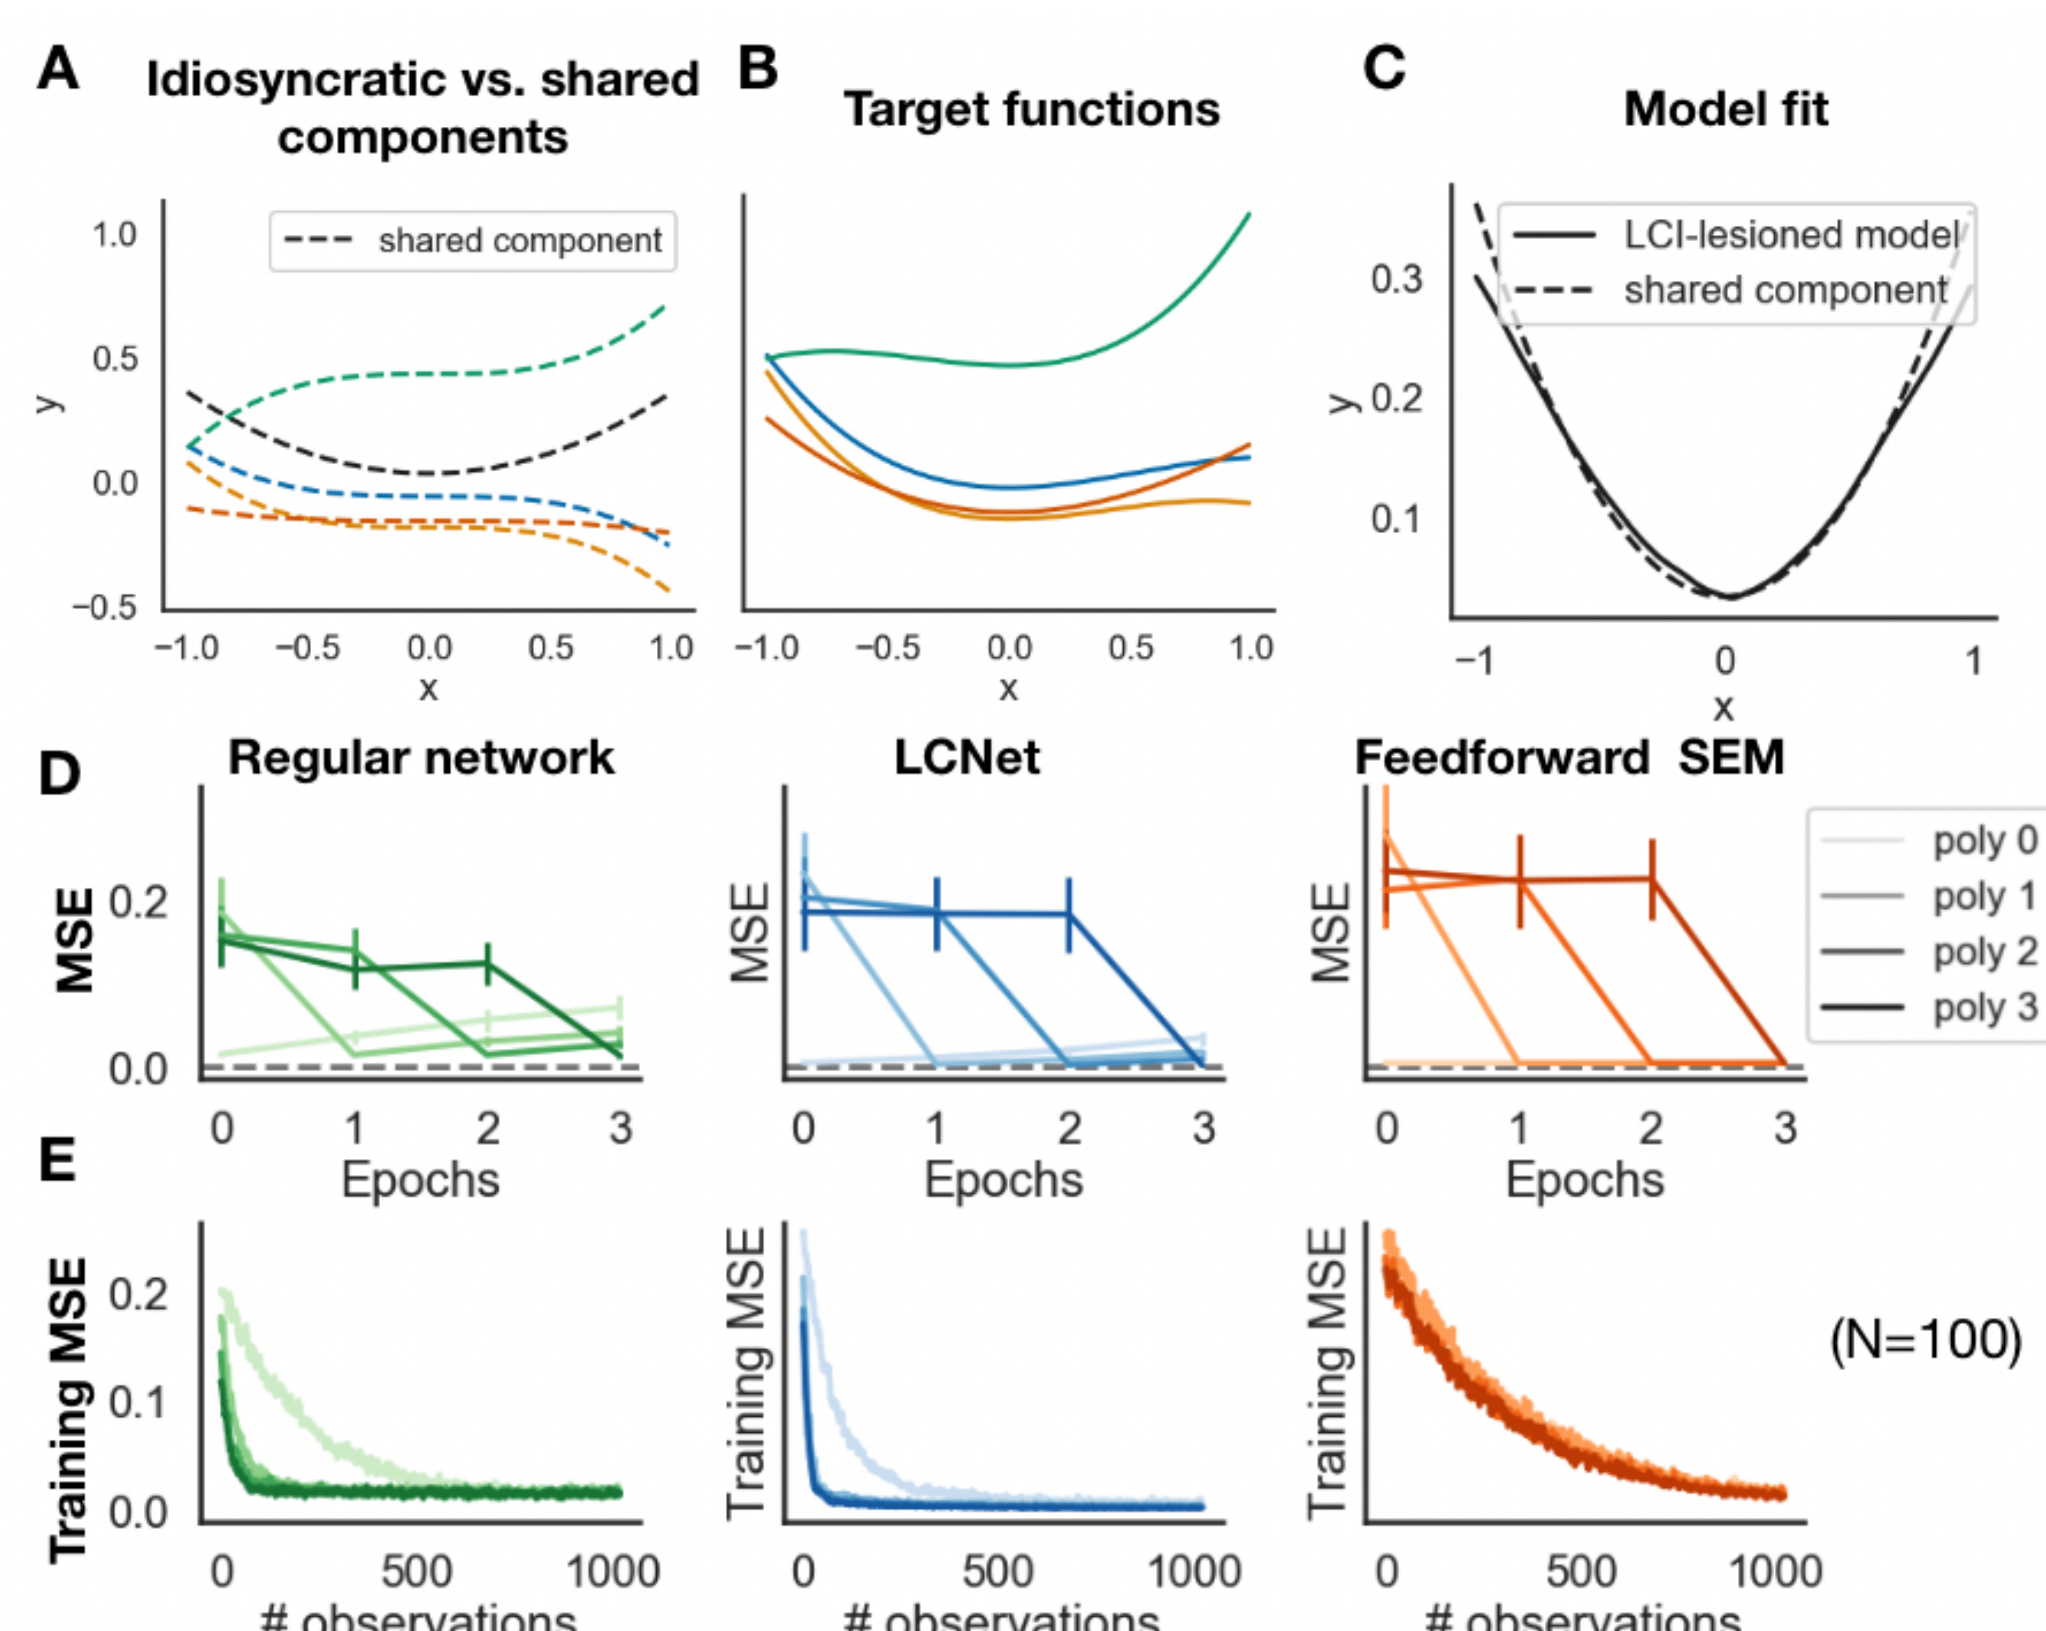 A
Idiosyncratic vs. shared
components
B
Target functions
C
Model fit
shared component
1.0
0.5
0.0
−0.5
y
−1.0 −0.5 0.0 0.5 1.0
x
−1.0 −0.5 0.0 0.5 1.0
x
LCI-lesioned model
shared component
0.3
0.2
0.1
y
−1 0 1
x
D
Regular network
LCNet
Feedforward SEM
MSE
0.2
0.0
0 1 2 3
Epochs
MSE
0 1 2 3
Epochs
MSE
0 1 2 3
Epochs
poly 0
poly 1
poly 2
poly 3
E
Training MSE
0.2
0.1
0.0
0 500 1000
# observations
Training MSE
0 500 1000
# observations
Training MSE
0 500 1000
# observations
(N=100)